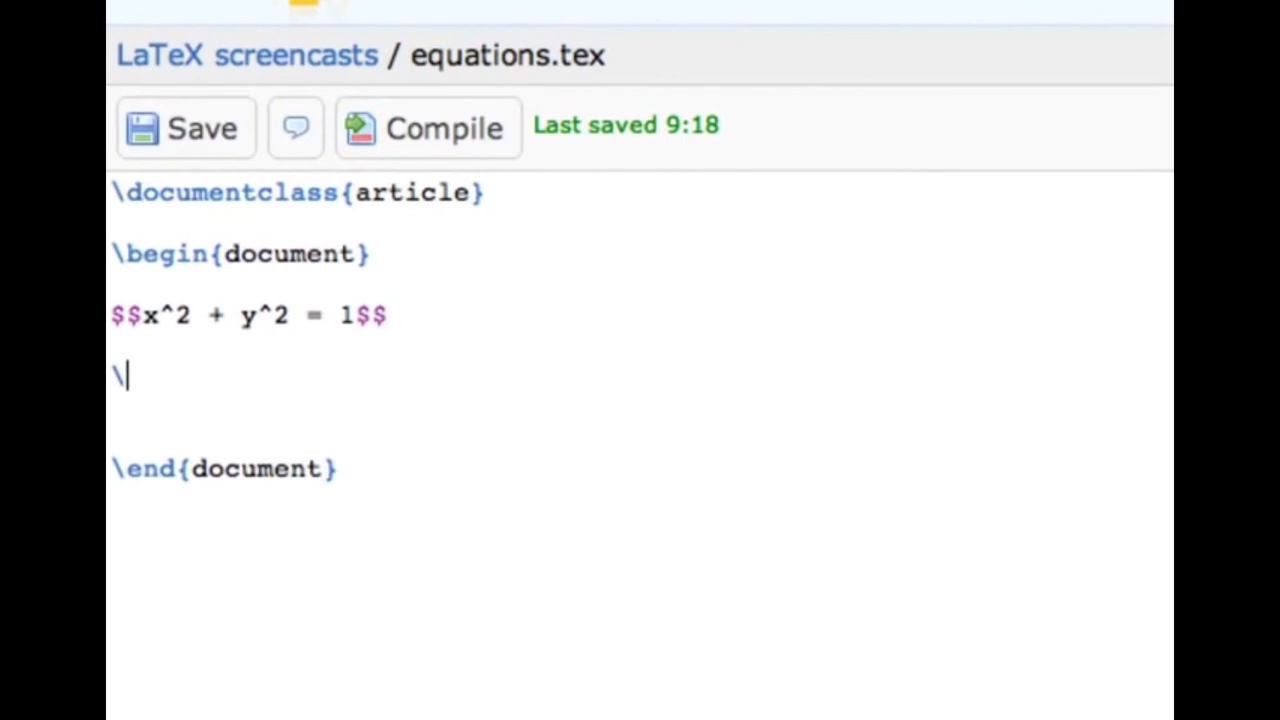 LaTeX screencasts / equations.tex
Save Compile Last saved 9:18
\documentclass{article}
\begin{document}
$$x^2 + y^2 = 1$$
\
\end{document}